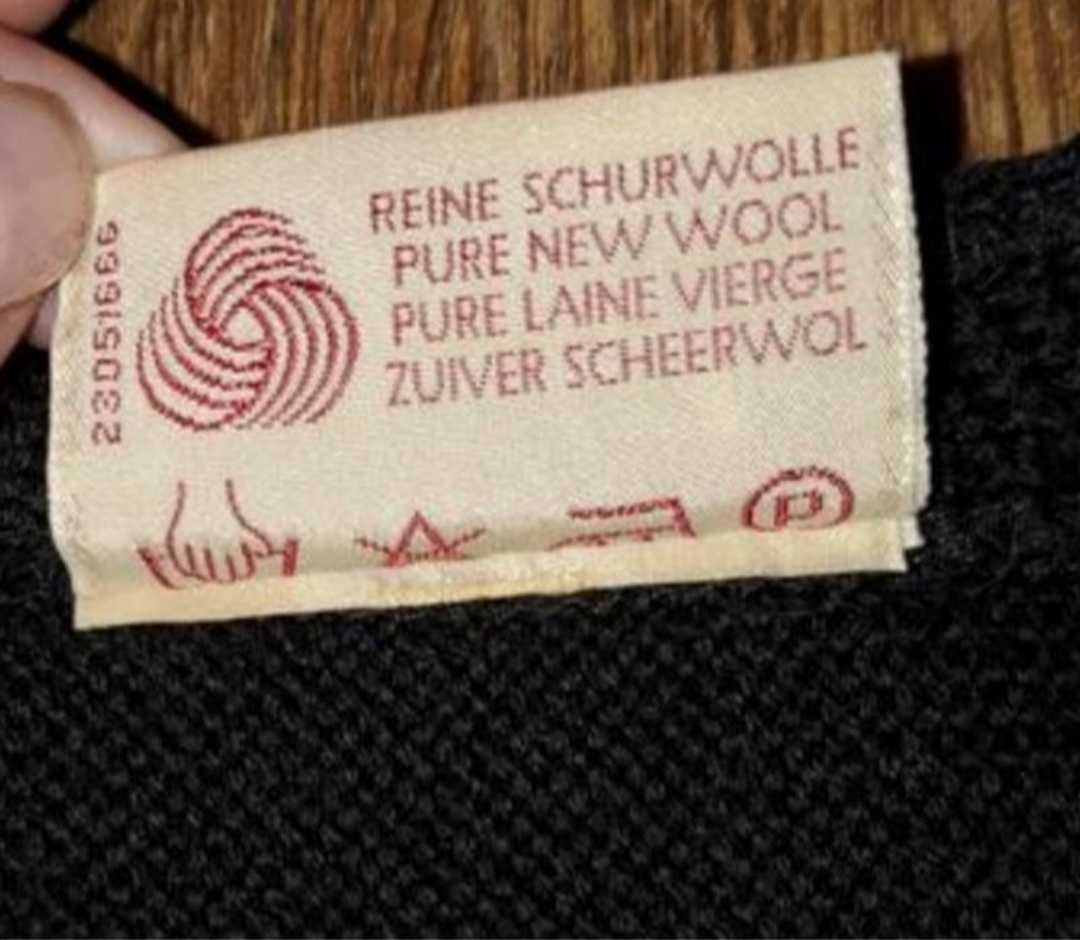 REINE SCHURWOLLE
PURE NEW WOOL
PURE LAINE VIERGE
ZUIVER SCHEERWOL
23051666
P